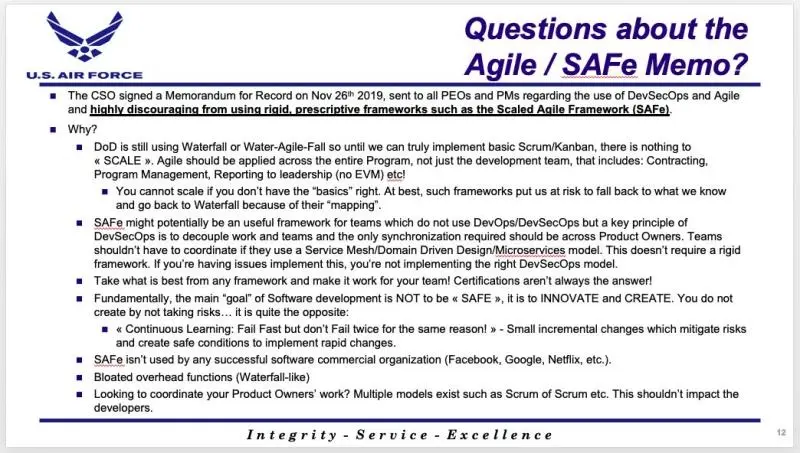 Questions about the
Agile / SAFe Memo?
U.S. AIR FORCE
■ The CSO signed a Memorandum for Record on Nov 26th 2019, sent to all PEOs and PMs regarding the use of DevSecOps and Agile
and highly discouraging from using rigid, prescriptive frameworks such as the Scaled Agile Framework (SAFe).
■ Why?
■ DoD is still using Waterfall or Water-Agile-Fall so until we can truly implement basic Scrum/Kanban, there is nothing to
« SCALE ». Agile should be applied across the entire Program, not just the development team, that includes: Contracting,
Program Management, Reporting to leadership (no EVM) etc!
■ You cannot scale if you don't have the "basics" right. At best, such frameworks put us at risk to fall back to what we know
and go back to Waterfall because of their "mapping".
■ SAFe might potentially be an useful framework for teams which do not use DevOps/DevSecOps but a key principle of
DevSecOps is to decouple work and teams and the only synchronization required should be across Product Owners. Teams
shouldn't have to coordinate if they use a Service Mesh/Domain Driven Design/Microservices model. This doesn't require a rigid
framework. If you're having issues implement this, you're not implementing the right DevSecOps model.
■ Take what is best from any framework and make it work for your team! Certifications aren't always the answer!
■ Fundamentally, the main "goal" of Software development is NOT to be « SAFE », it is to INNOVATE and CREATE. You do not
create by not taking risks… it is quite the opposite:
■ « Continuous Learning: Fail Fast but don't Fail twice for the same reason! » - Small incremental changes which mitigate risks
and create safe conditions to implement rapid changes.
■ SAFe isn't used by any successful software commercial organization (Facebook, Google, Netflix, etc.).
■ Bloated overhead functions (Waterfall-like)
■ Looking to coordinate your Product Owners' work? Multiple models exist such as Scrum of Scrum etc. This shouldn't impact the
developers.
Integrity - Service - Excellence
12